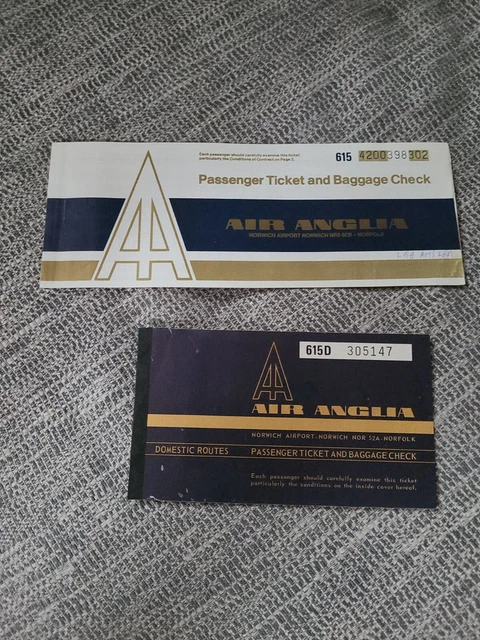 Each passenger should carefully examine this ticket
particularly the Conditions of Contract on Page 2.
615 4200398302
Passenger Ticket and Baggage Check
AIR ANGLIA
NORWICH AIRPORT NORWICH NR6 6ER - NORFOLK
615D 305147
AA
AIR ANGLIA
NORWICH AIRPORT-NORWICH NOR 52A-NORFOLK
DOMESTIC ROUTES PASSENGER TICKET AND BAGGAGE CHECK
Each passenger should carefully examine this ticket
particularly the conditions on the inside cover hereof.